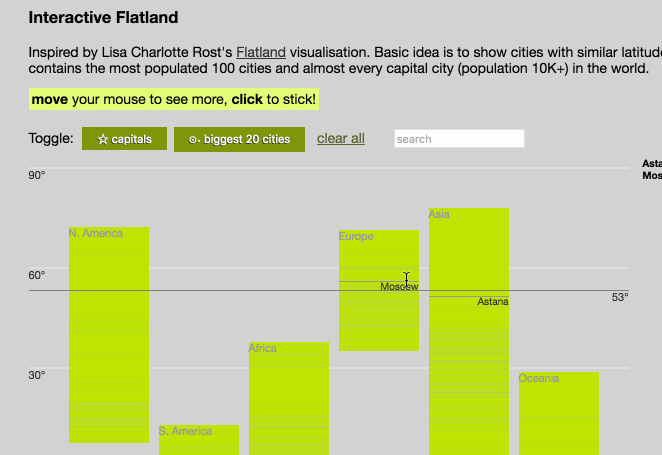 Interactive Flatland
Inspired by Lisa Charlotte Rost's Flatland visualisation. Basic idea is to show cities with similar latitude
contains the most populated 100 cities and almost every capital city (population 10K+) in the world.
move your mouse to see more, click to stick!
Toggle: ☆ capitals biggest 20 cities clear all search
90°
Asta
Mos
Asia
N. America
Europe
60°
Moscow
53°
Astana
Africa
30°
Oceania
S. America